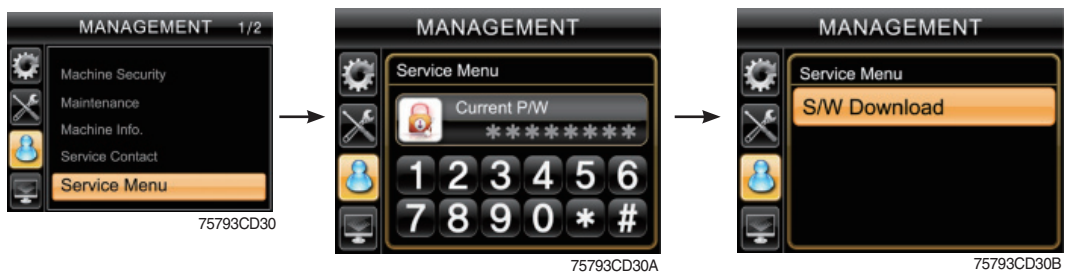 MANAGEMENT 1/2
Machine Security
Maintenance
Machine Info.
Service Contact
Service Menu
75793CD30
MANAGEMENT
Service Menu
Current P/W
********
1 2 3 4 5 6
7 8 9 0 * #
75793CD30A
MANAGEMENT
Service Menu
S/W Download
75793CD30B